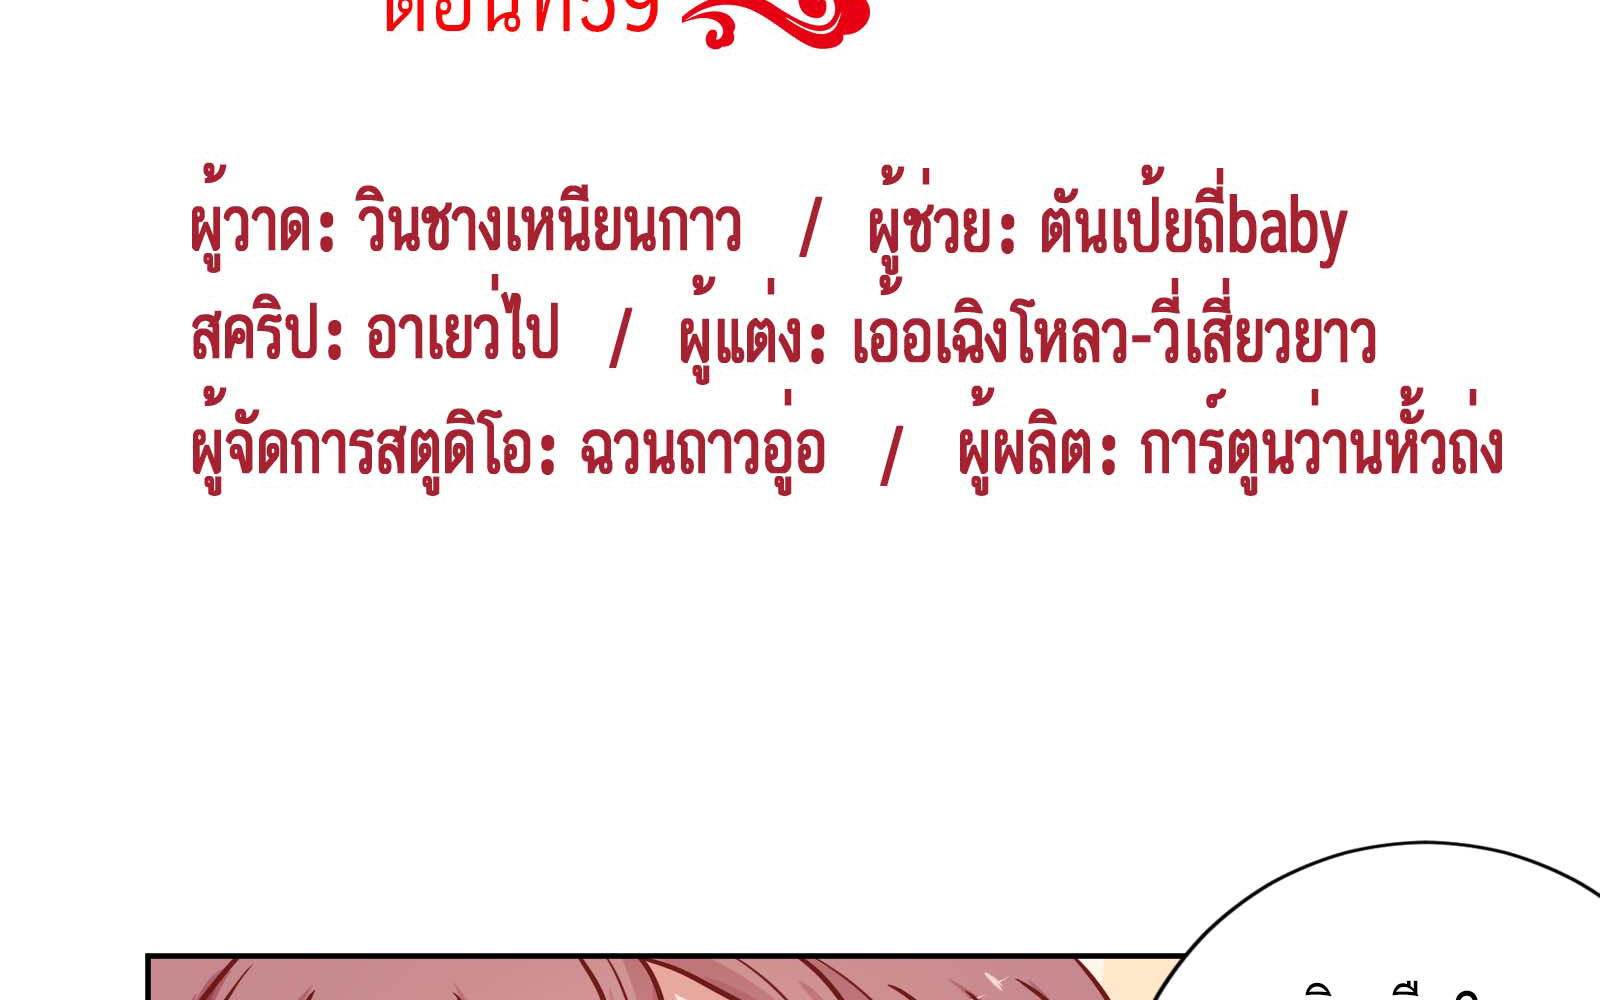 ตอนที่59
ผู้วาด: วินชางเหนียนกาว / ผู้ช่วย: ตันเป้ยถี่baby
สคริป: อาเยว่ไป / ผู้แต่ง: เอ้อเฉิงโหลว-วี่เสี่ยวยาว
ผู้จัดการสตูดิโอ: ฉวนถาวอู่อ / ผู้ผลิต: การ์ตูนว่านหั้วถ่ง